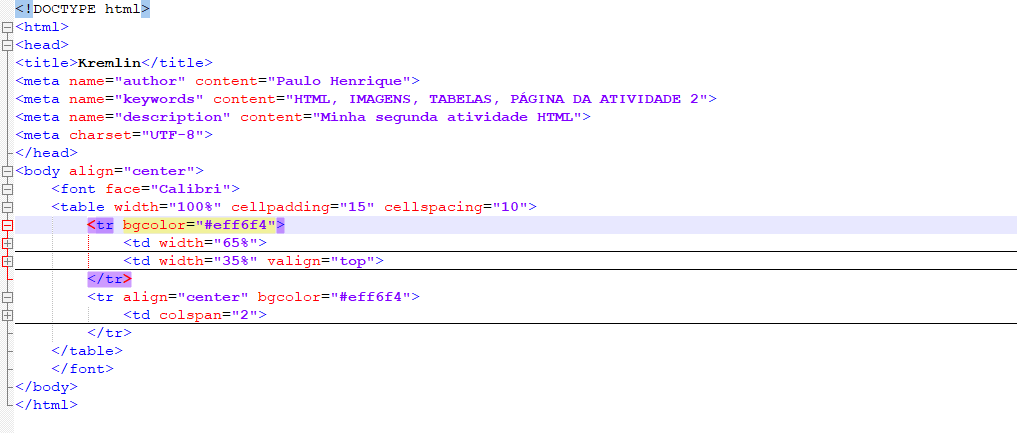 <!DOCTYPE html>
<html>
<head>
<title>Kremlin</title>
<meta name="author" content="Paulo Henrique">
<meta name="keywords" content="HTML, IMAGENS, TABELAS, PÁGINA DA ATIVIDADE 2">
<meta name="description" content="Minha segunda atividade HTML">
<meta charset="UTF-8">
</head>
<body align="center">
    <font face="Calibri">
    <table width="100%" cellpadding="15" cellspacing="10">
        <tr bgcolor="#eff6f4">
            <td width="65%">
            <td width="35%" valign="top">
        </tr>
        <tr align="center" bgcolor="#eff6f4">
            <td colspan="2">
        </tr>
    </table>
    </font>
</body>
</html>